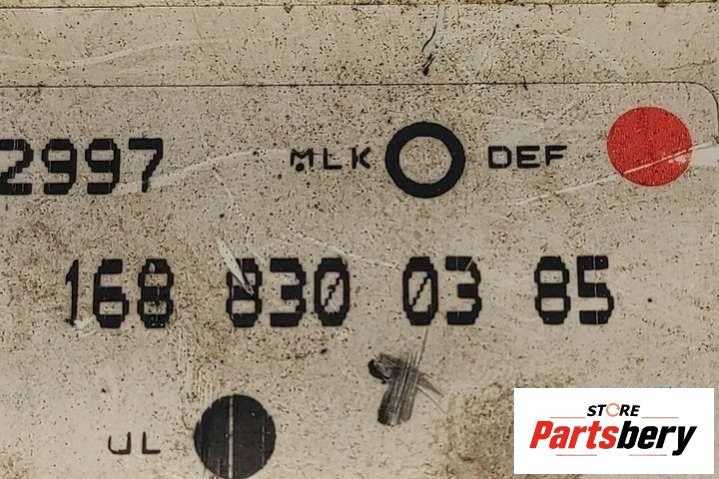 2997 MLK DEF
168 830 03 85
UL
STORE
Partsbery